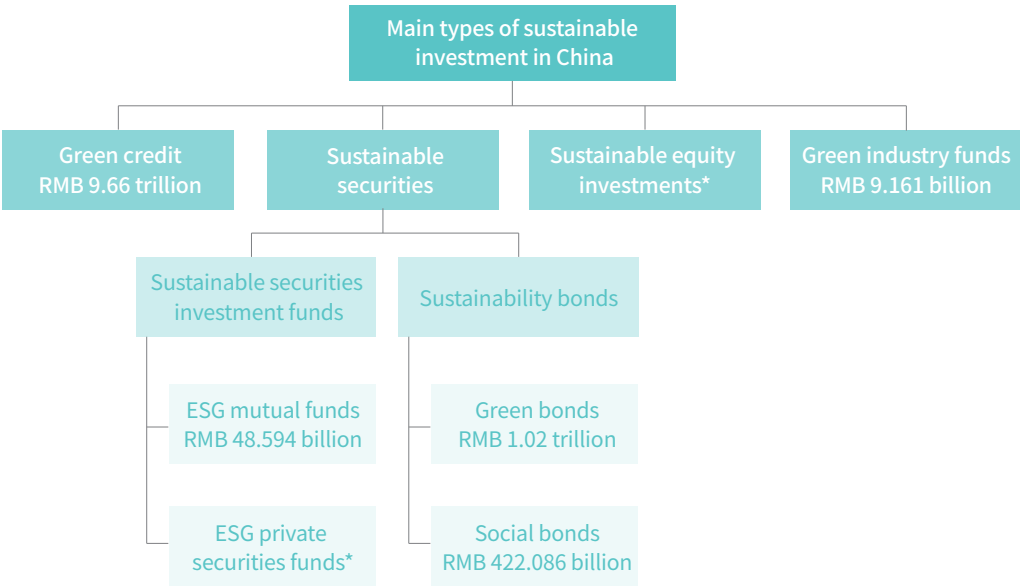 Main types of sustainable
investment in China
Green credit
RMB 9.66 trillion
Sustainable
securities
Sustainable equity
investments*
Green industry funds
RMB 9.161 billion
Sustainable securities
investment funds
Sustainability bonds
ESG mutual funds
RMB 48.594 billion
Green bonds
RMB 1.02 trillion
ESG private
securities funds*
Social bonds
RMB 422.086 billion